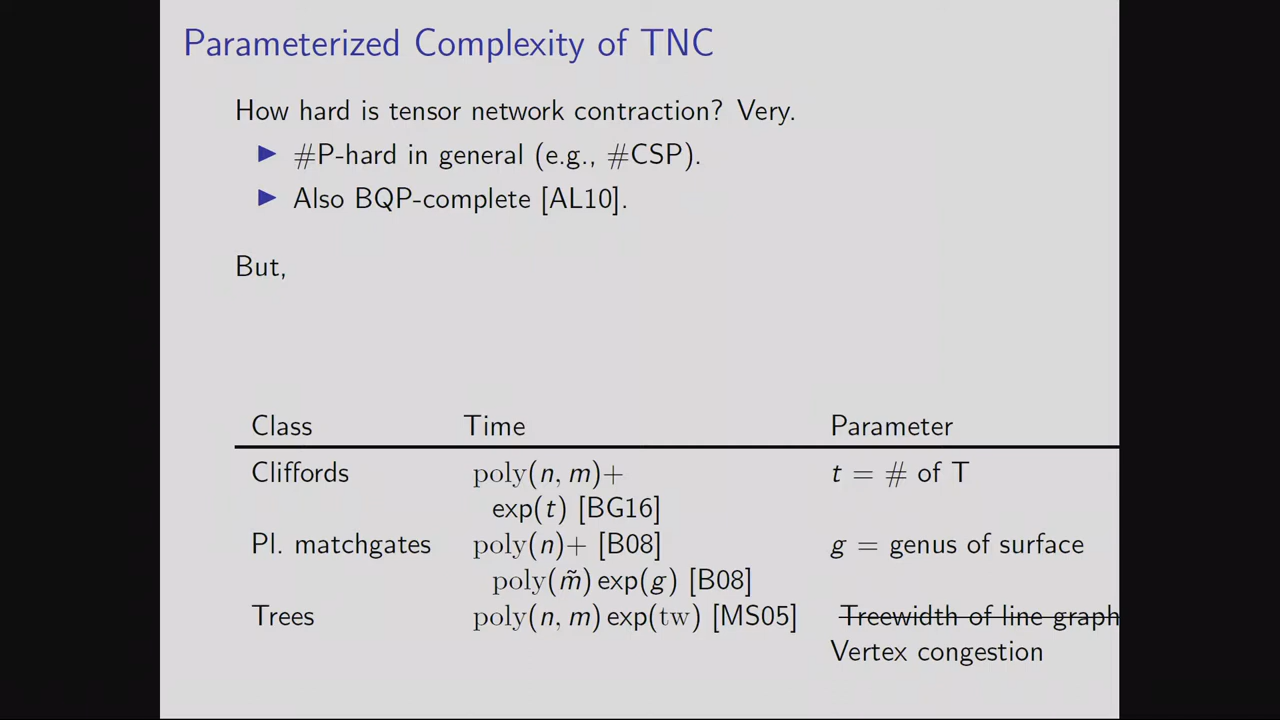 Parameterized Complexity of TNC
How hard is tensor network contraction? Very.
▶ #P-hard in general (e.g., #CSP).
▶ Also BQP-complete [AL10].
But,
Class Time Parameter
Cliffords poly(n, m)+ t = # of T
exp(t) [BG16]
Pl. matchgates poly(n)+ [B08] g = genus of surface
poly(m̃) exp(g) [B08]
Trees poly(n, m) exp(tw) [MS05] Treewidth of line graph
Vertex congestion